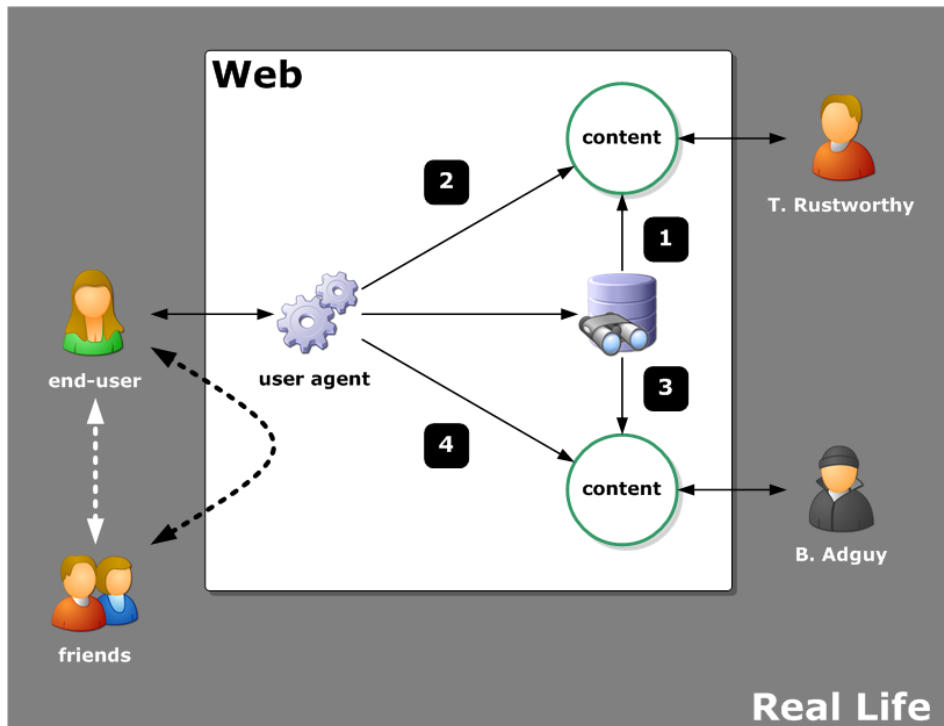 Web
content
2
T. Rustworthy
1
end-user
user agent
3
4
content
B. Adguy
friends
Real Life